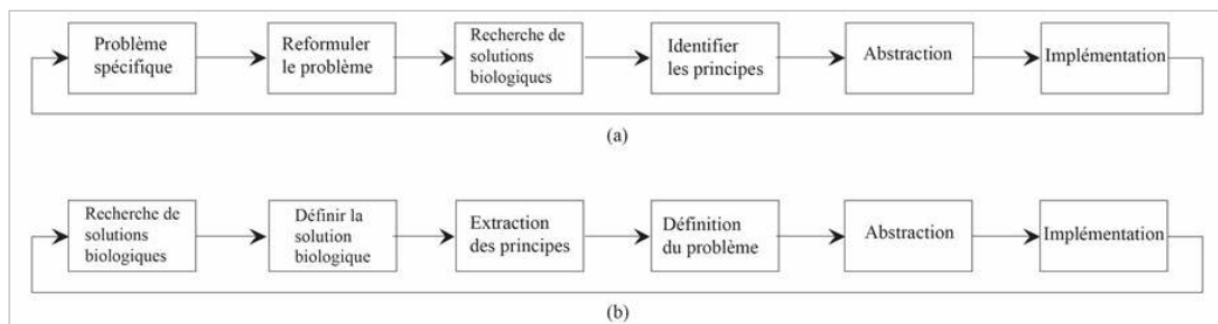 Problème
spécifique
Reformuler
le problème
Recherche de
solutions
biologiques
Identifier
les principes
Abstraction
Implémentation
(a)
Recherche de
solutions
biologiques
Définir la
solution
biologique
Extraction
des principes
Définition
du problème
Abstraction
Implémentation
(b)